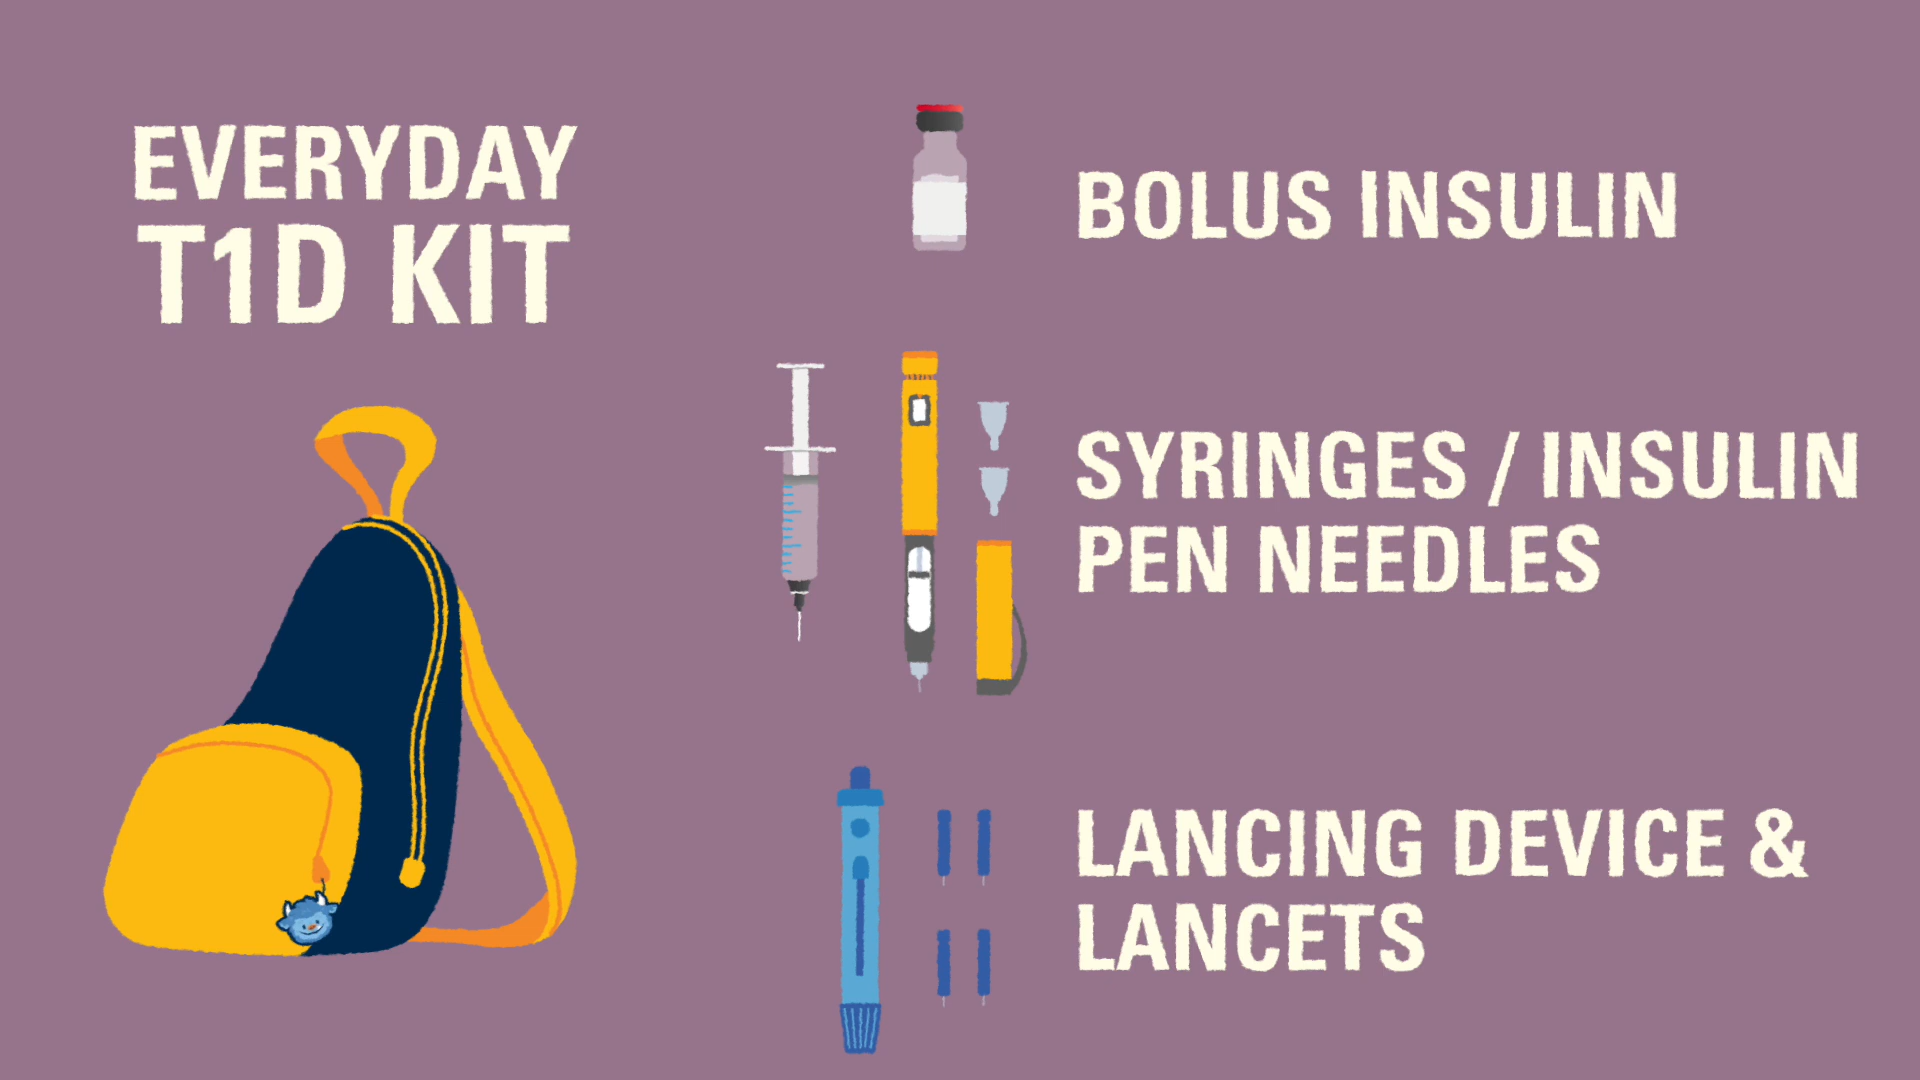 EVERYDAY
T1D KIT
BOLUS INSULIN
SYRINGES / INSULIN
PEN NEEDLES
LANCING DEVICE &
LANCETS